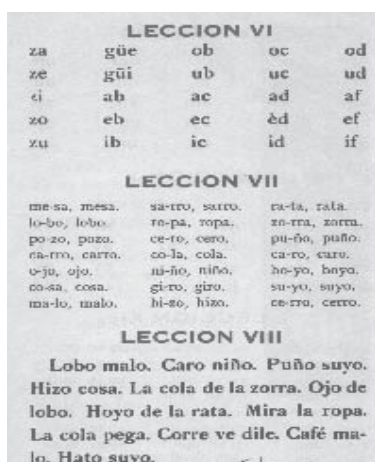 LECCION VI
za güe ob oc od
ze güi ub uc ud
zi ab ac ad af
zo eb ec èd ef
zu ib ic id if
LECCION VII
me-sa, mesa. sa-rro, sarro. ra-ta, rata.
lo-bo, lobo. ro-pa, ropa. zo-rra, zorra.
po-zo, pozo. ce-ro, cero. pu-ño, puño.
ca-rro, carro. co-la, cola. ca-ro, caro.
o-jo, ojo. ni-ño, niño. ho-yo, hoyo.
co-sa, cosa. gi-ro, giro. su-yo, suyo.
ma-lo, malo. hi-zo, hizo. ce-rro, cerro.
LECCION VIII
Lobo malo. Caro niño. Puño suyo.
Hizo cosa. La cola de la zorra. Ojo de
lobo. Hoyo de la rata. Mira la ropa.
La cola pega. Corre ve dile. Café ma-
lo. Hato suyo.